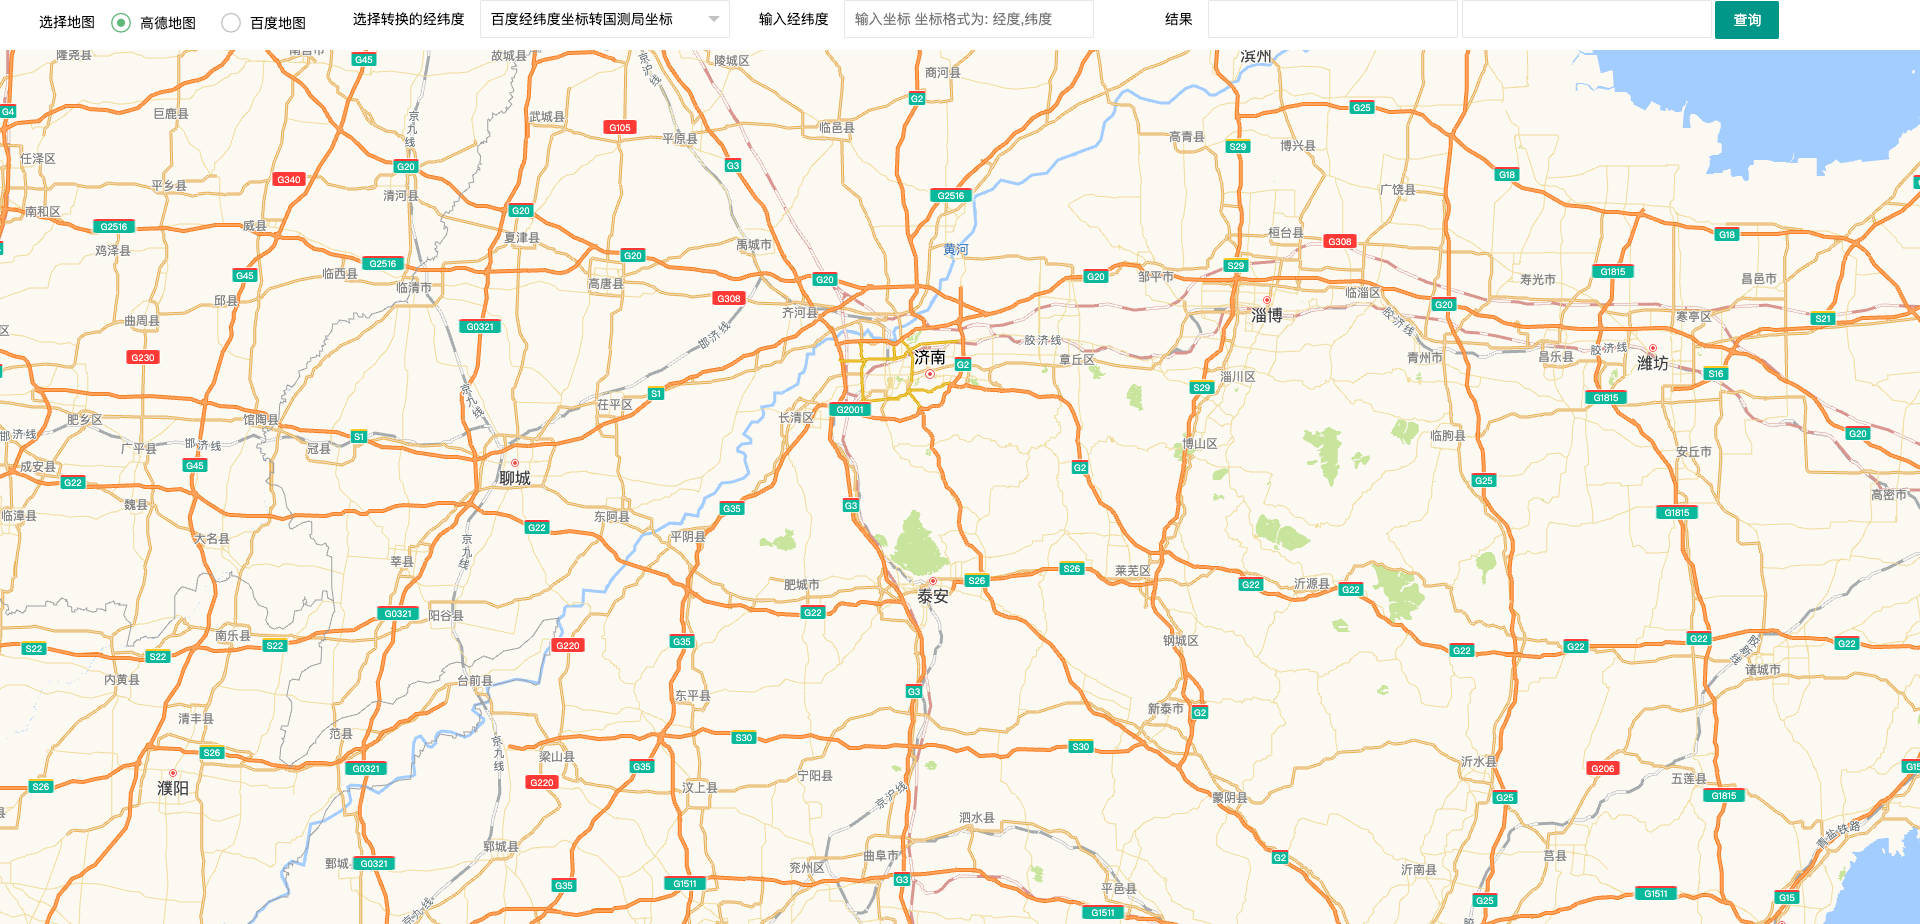 选择地图 高德地图 百度地图 选择转换的经纬度 百度经纬度坐标转国测局坐标 输入经纬度 输入坐标 坐标格式为: 经度,纬度 结果 查询
隆尧县 南宫市 G45 故城县 京沪线 陵城区 商河县 滨州
G4 巨鹿县 京九线 武城县 G105 平原县 临邑县 G2 高青县 S29 博兴县 G25
任泽区 平乡县 G340 G20 清河县 G3 G2516 广饶县 G18
南和区 G2516 威县 G20 夏津县 禹城市 黄河 桓台县 G308 G18
鸡泽县 G45 G2516 临西县 临清市 G20 高唐县 G20 G20 邹平市 S29 临淄区 G1815 寿光市 昌邑市
邱县 曲周县 G0321 G308 齐河县 淄博 G20 寒亭区 S21
G230 邯济线 济南 胶济线 章丘区 G2 胶济线 青州市 昌乐县 胶济线 潍坊
京九线 S1 茌平区 长清区 G2001 S29 淄川区 G1815 S16
肥乡区 馆陶县 邯济线 广平县 邯济线 冠县 S1 博山区 临朐县 G20
成安县 G22 G45 聊城 G2 G25 安丘市 高密市
临漳县 魏县 大名县 G22 东阿县 G35 G3 G1815
莘县 京九线 平阴县 肥城市 泰安 S26 S26 莱芜区 G22 沂源县 G22
G0321 阳谷县 G22
S22 S22 南乐县 S22 G220 G35 钢城区 G22 G22 G22 胶新线 G22
内黄县 台前县 东平县 G3 新泰市 G2 诸城市
清丰县 范县 京九线 S30 S30
S26 S26 濮阳 G0321 梁山县 G220 G35 汶上县 宁阳县 京沪线 蒙阴县 沂水县 G25 G206 五莲县 G1815 G15
泗水县 青盐铁路
鄄城 G0321 郓城县 兖州区 曲阜市 G2 沂南县 莒县
京九线 G35 G1511 G3 平邑县 G1511 G25 G1511 G15